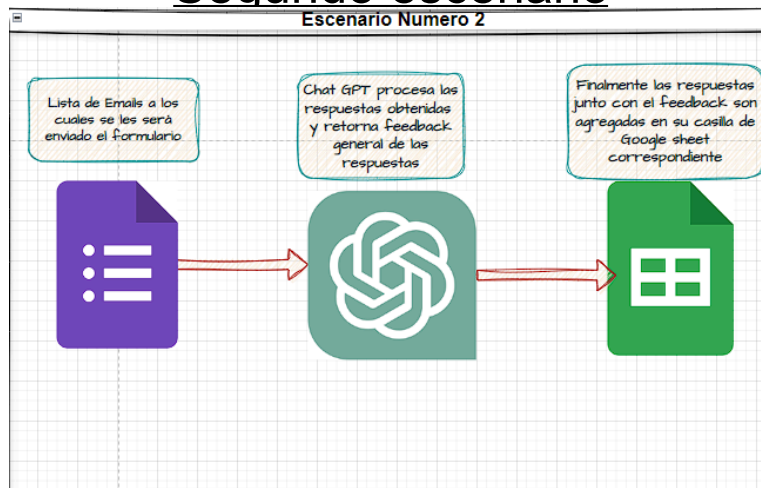 Segundo escenario
Escenario Numero 2
Lista de Emails a los
cuales se les será
enviado el formulario
Chat GPT procesa las
respuestas obtenidas
y retorna feedback
general de las
respuestas
Finalmente las respuestas
junto con el feedback son
agregadas en su casilla de
Google sheet
correspondiente